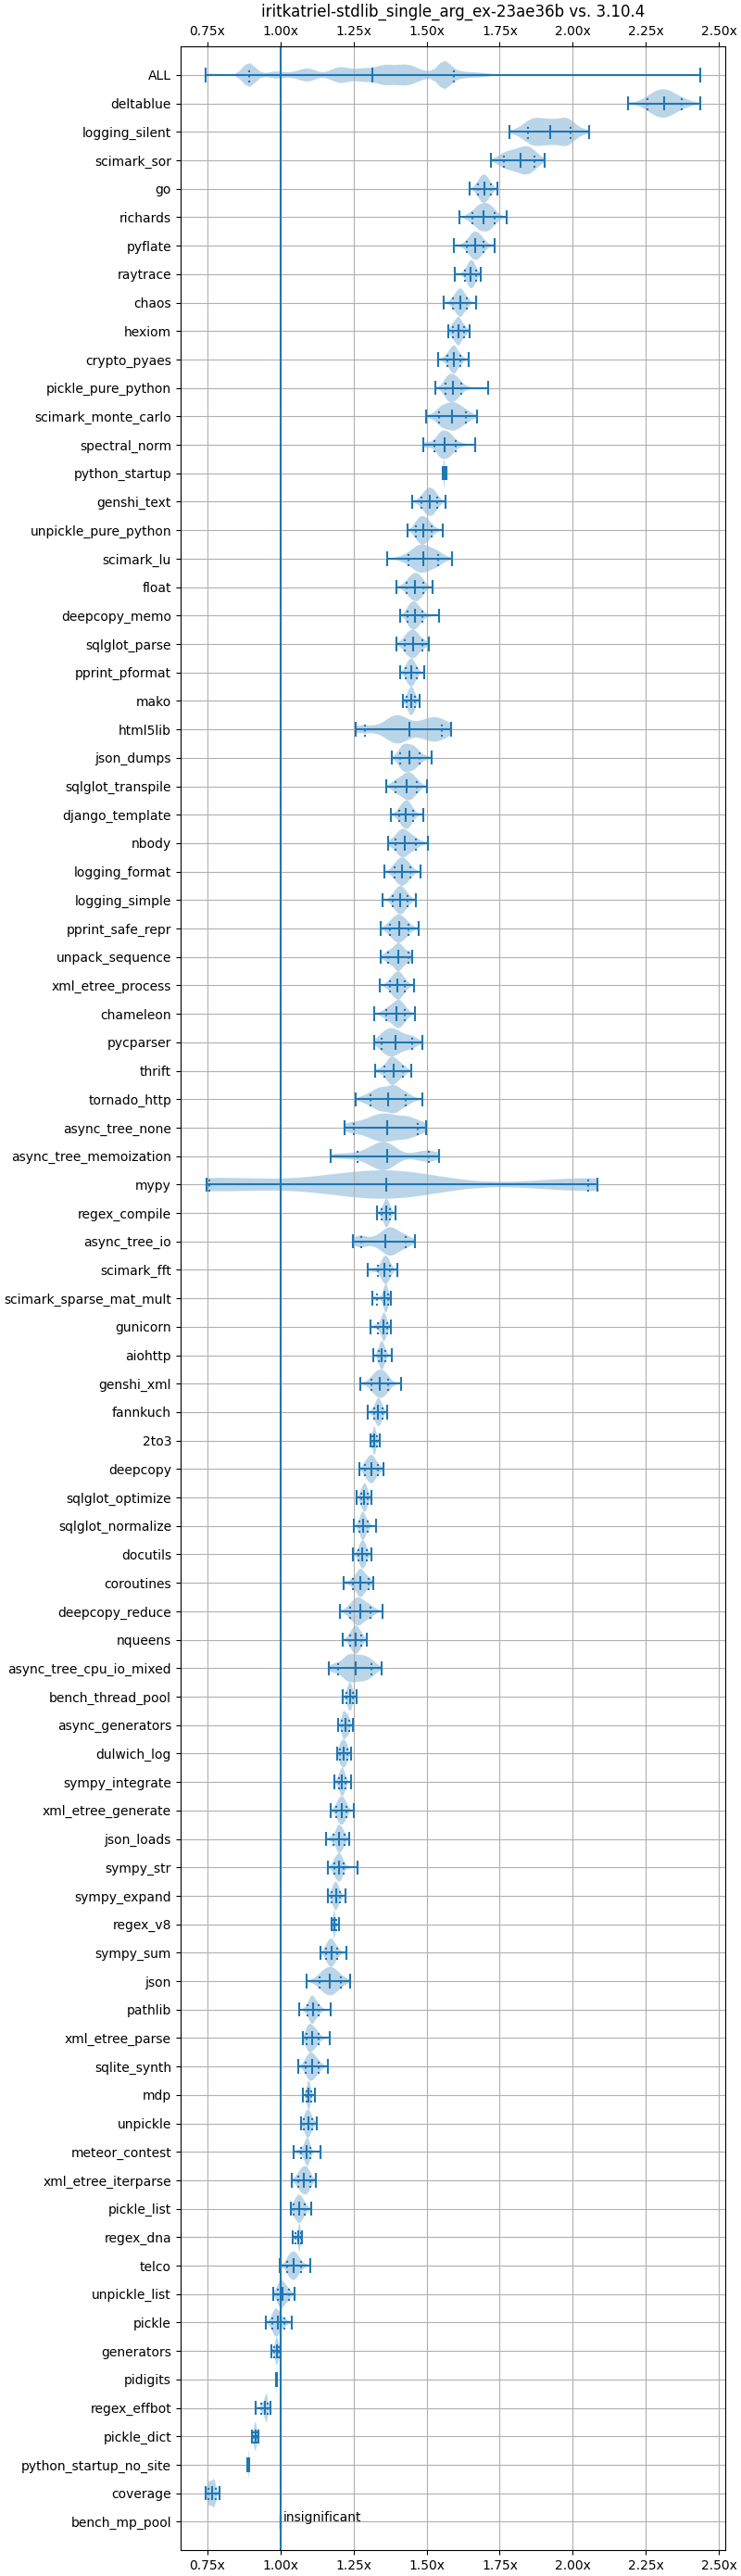 iritkatriel-stdlib_single_arg_ex-23ae36b vs. 3.10.4
0.75x 1.00x 1.25x 1.50x 1.75x 2.00x 2.25x 2.50x
ALL
deltablue
logging_silent
scimark_sor
go
richards
pyflate
raytrace
chaos
hexiom
crypto_pyaes
pickle_pure_python
scimark_monte_carlo
spectral_norm
python_startup
genshi_text
unpickle_pure_python
scimark_lu
float
deepcopy_memo
sqlglot_parse
pprint_pformat
mako
html5lib
json_dumps
sqlglot_transpile
django_template
nbody
logging_format
logging_simple
pprint_safe_repr
unpack_sequence
xml_etree_process
chameleon
pycparser
thrift
tornado_http
async_tree_none
async_tree_memoization
mypy
regex_compile
async_tree_io
scimark_fft
scimark_sparse_mat_mult
gunicorn
aiohttp
genshi_xml
fannkuch
2to3
deepcopy
sqlglot_optimize
sqlglot_normalize
docutils
coroutines
deepcopy_reduce
nqueens
async_tree_cpu_io_mixed
bench_thread_pool
async_generators
dulwich_log
sympy_integrate
xml_etree_generate
json_loads
sympy_str
sympy_expand
regex_v8
sympy_sum
json
pathlib
xml_etree_parse
sqlite_synth
mdp
unpickle
meteor_contest
xml_etree_iterparse
pickle_list
regex_dna
telco
unpickle_list
pickle
generators
pidigits
regex_effbot
pickle_dict
python_startup_no_site
coverage
bench_mp_pool insignificant
0.75x 1.00x 1.25x 1.50x 1.75x 2.00x 2.25x 2.50x